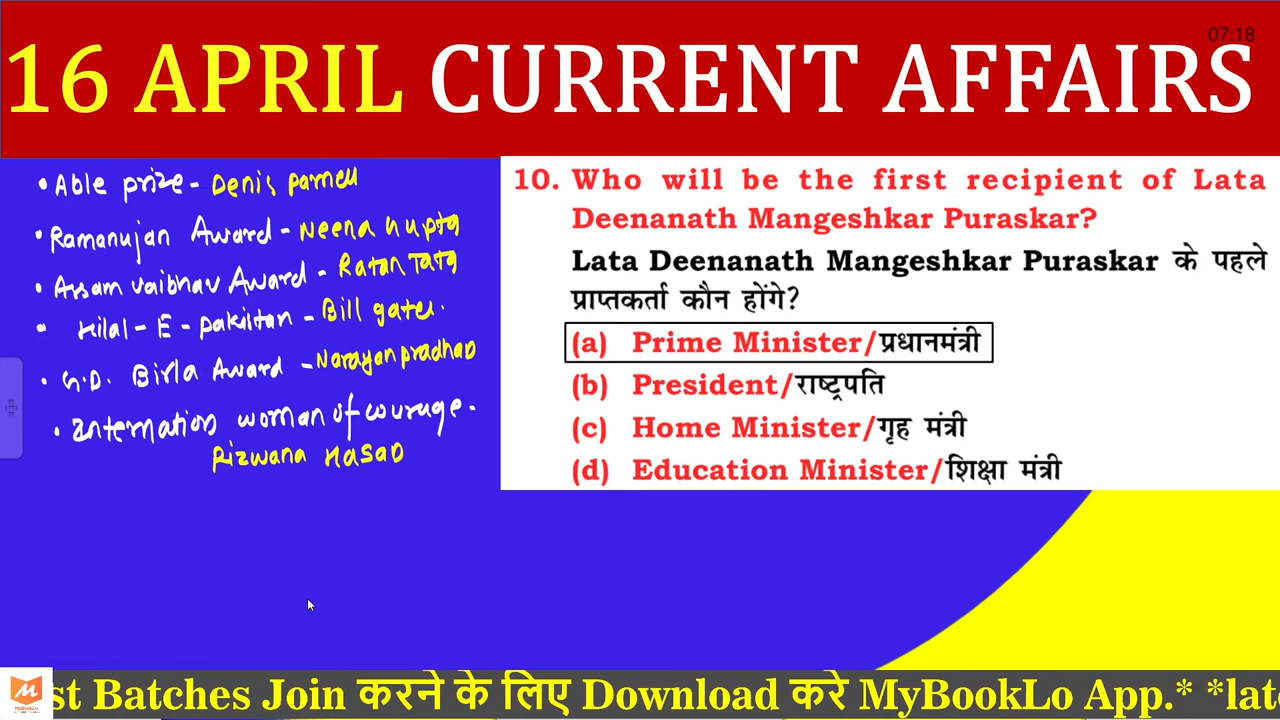 07:18
16 APRIL CURRENT AFFAIRS
• Able prize - Denis parnell
• Ramanujan Award - Neena Gupta
• Assam vaibhav Award - Ratan Tata
• Hilal - E - pakistan - Bill gates.
• G.D. Birla Award - Narayan pradhan
• Internation woman of courage -
Rizwana Hasan
10. Who will be the first recipient of Lata
Deenanath Mangeshkar Puraskar?
Lata Deenanath Mangeshkar Puraskar के पहले
प्राप्तकर्ता कौन होंगे?
(a) Prime Minister/प्रधानमंत्री
(b) President/राष्ट्रपति
(c) Home Minister/गृह मंत्री
(d) Education Minister/शिक्षा मंत्री
M
MyBookLo
st Batches Join करने के लिए Download करे MyBookLo App.* *lat